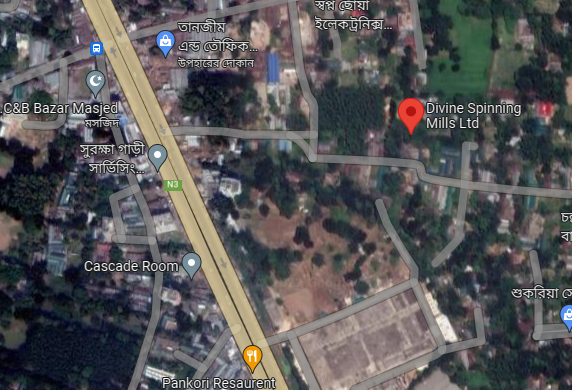 স্বপ্ন ছোঁয়া
ইলেকট্রনিক্স...
তানজীম
এন্ড তৌফিক...
উপহারের দোকান
C&B Bazar Masjed
মসজিদ
Divine Spinning
Mills Ltd
সুরক্ষা গাড়ী
সার্ভিসিং...
N3
Cascade Room
শুকরিয়া
Pankori Resaurent